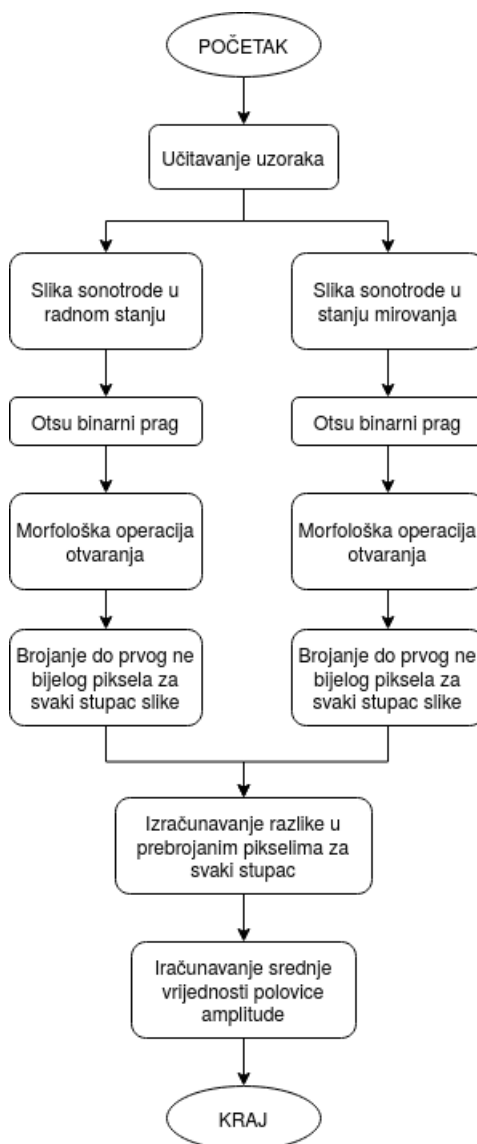 POČETAK
Učitavanje uzoraka
Slika sonotrode u
radnom stanju
Slika sonotrode u
stanju mirovanja
Otsu binarni prag
Otsu binarni prag
Morfološka operacija
otvaranja
Morfološka operacija
otvaranja
Brojanje do prvog ne
bijelog piksela za
svaki stupac slike
Brojanje do prvog ne
bijelog piksela za
svaki stupac slike
Izračunavanje razlike u
prebrojanim pikselima za
svaki stupac
Iračunavanje srednje
vrijednosti polovice
amplitude
KRAJ